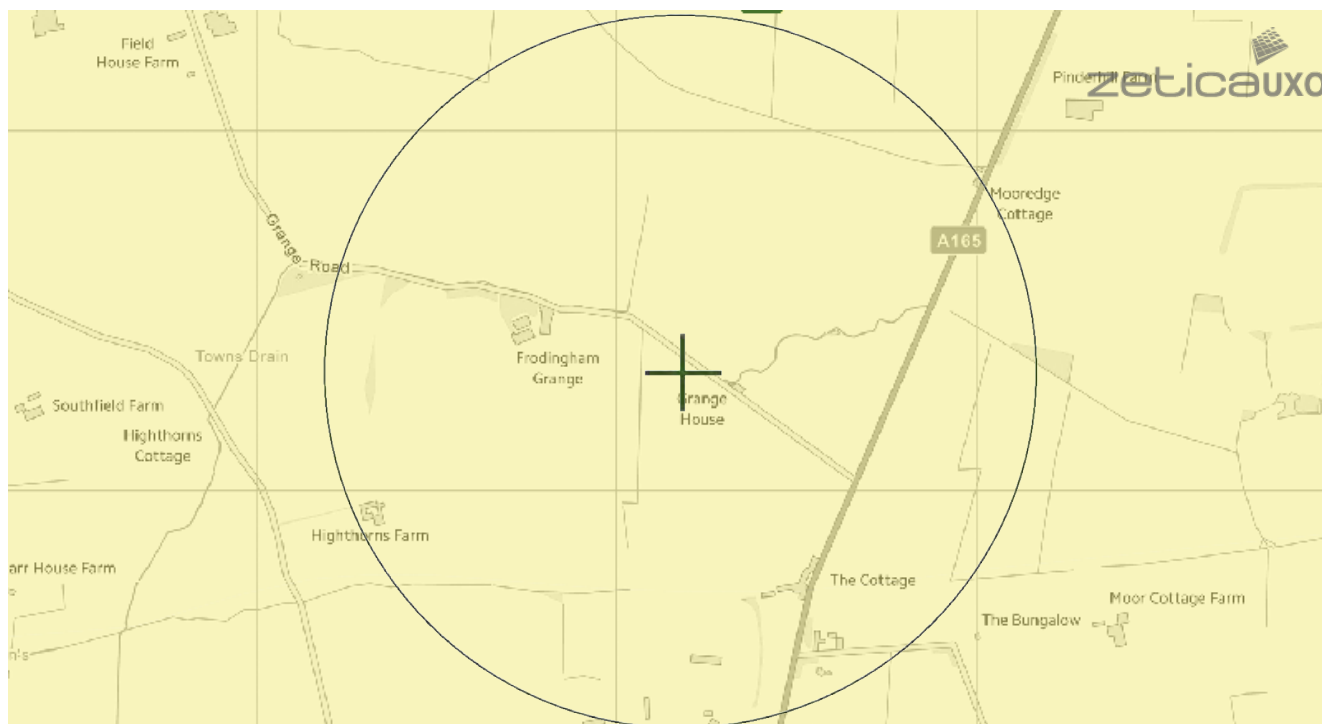 Field
House Farm
Pinderhill Farm
zeticauxo
Mooredge
Cottage
A165
Grange Road
Towns Drain
Frodingham
Grange
Grange
House
Southfield Farm
Highthorns
Cottage
Highthorns Farm
arr House Farm
The Cottage
Moor Cottage Farm
The Bungalow
n's